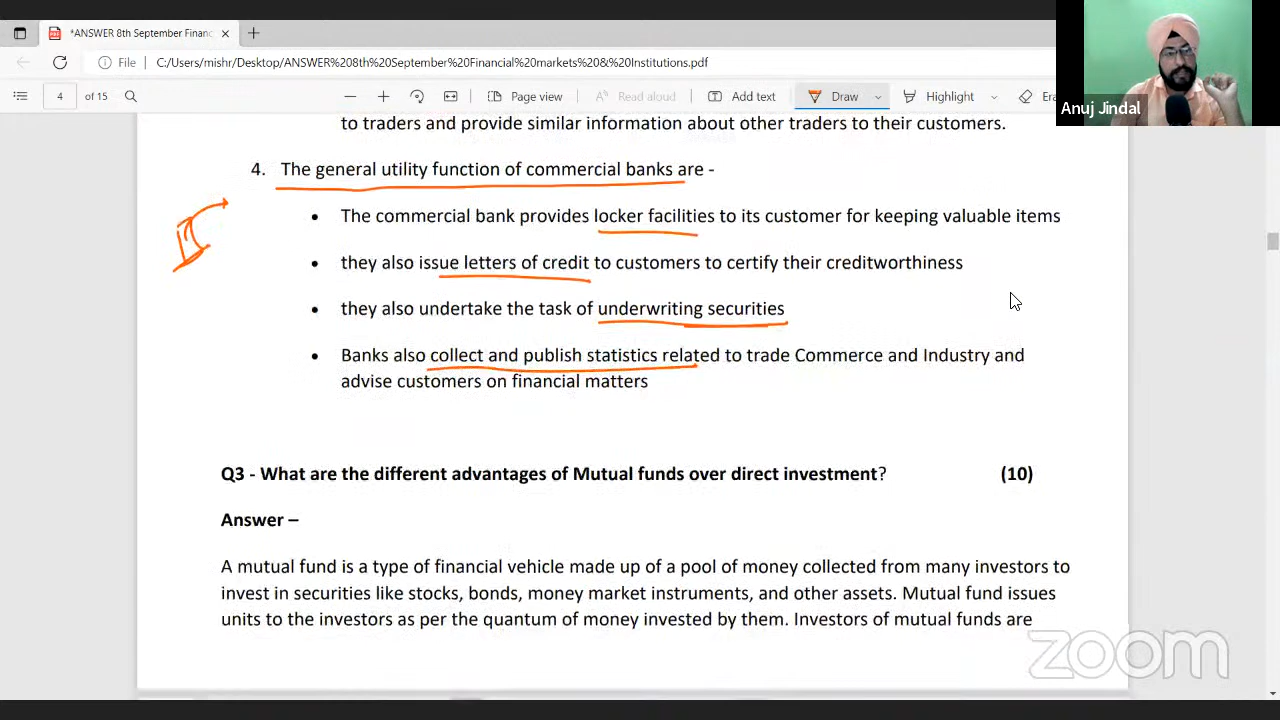 *ANSWER 8th September Financ
File
C:/Users/mishr/Desktop/ANSWER%208th%20September%20Financial%20markets%20&%20Institutions.pdf
4 of 15
Page view
Read aloud
Add text
Draw
Highlight
Era
Anuj Jindal
to traders and provide similar information about other traders to their customers.
4. The general utility function of commercial banks are -
• The commercial bank provides locker facilities to its customer for keeping valuable items
• they also issue letters of credit to customers to certify their creditworthiness
• they also undertake the task of underwriting securities
• Banks also collect and publish statistics related to trade Commerce and Industry and
advise customers on financial matters
Q3 - What are the different advantages of Mutual funds over direct investment? (10)
Answer –
A mutual fund is a type of financial vehicle made up of a pool of money collected from many investors to
invest in securities like stocks, bonds, money market instruments, and other assets. Mutual fund issues
units to the investors as per the quantum of money invested by them. Investors of mutual funds are
zoom